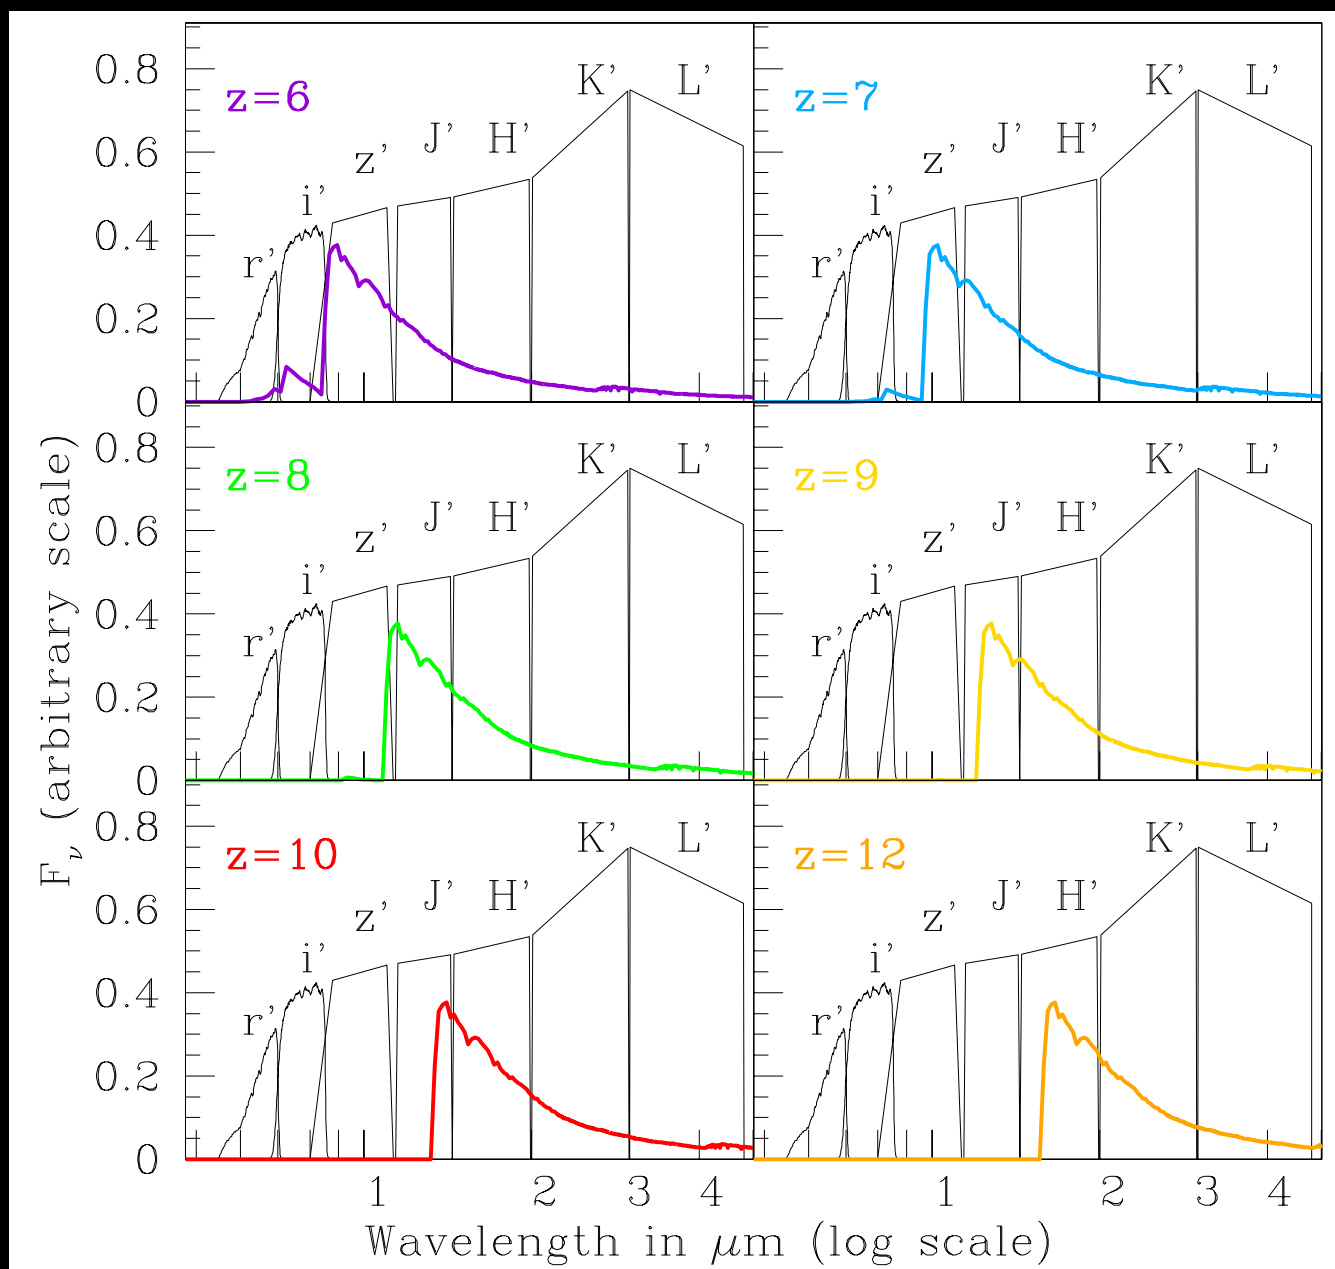 K' L' K' L'
z=6 z=7
J' H' J' H'
z' z'
i' i'
r' r'
0.8
0.6
0.4
0.2
0
K' L' K' L'
z=8 z=9
J' H' J' H'
z' z'
i' i'
r' r'
0.8
0.6
0.4
0.2
0
K' L' K' L'
z=10 z=12
J' H' J' H'
z' z'
i' i'
r' r'
0.8
0.6
0.4
0.2
0
Fν (arbitrary scale)
1 2 3 4 1 2 3 4
Wavelength in μm (log scale)